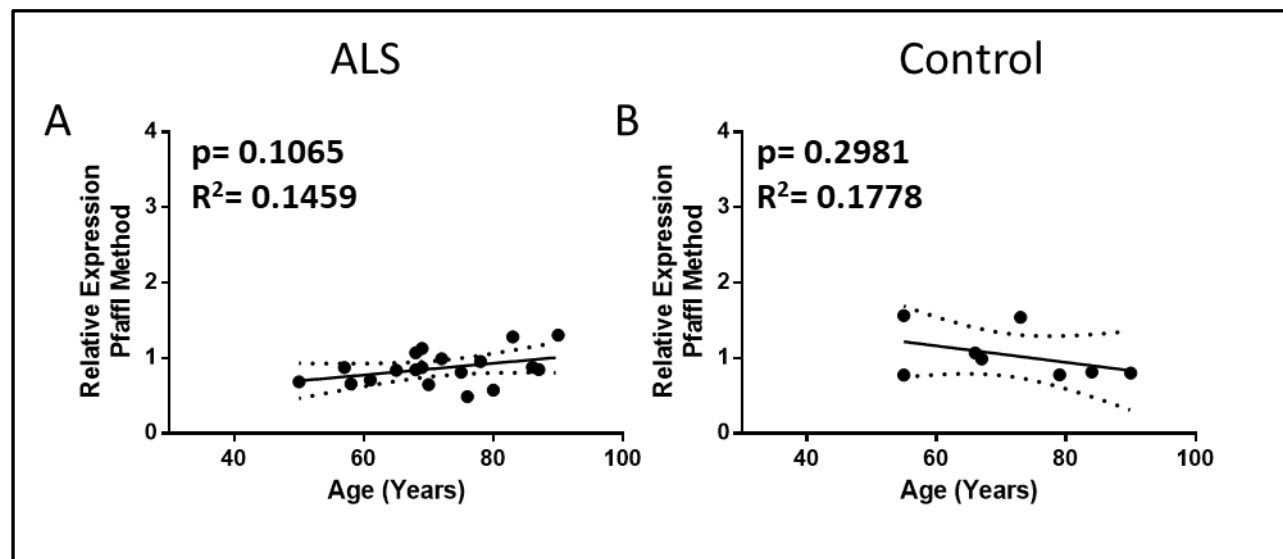 ALS
Control
A
p= 0.1065
R²= 0.1459
Relative Expression
Pfaffl Method
4
3
2
1
0
40
60
80
100
Age (Years)
B
p= 0.2981
R²= 0.1778
Relative Expression
Pfaffl Method
4
3
2
1
0
40
60
80
100
Age (Years)